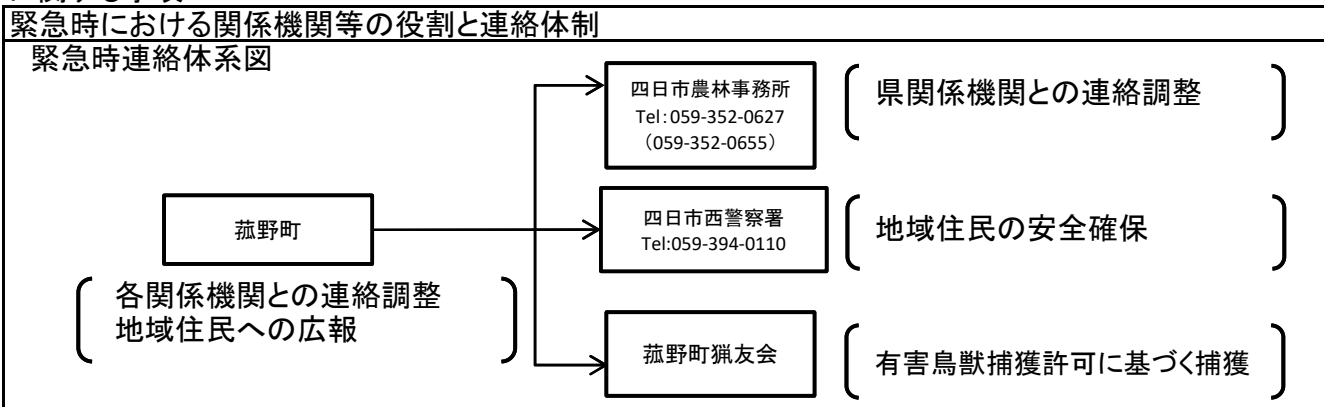 緊急時における関係機関等の役割と連絡体制
緊急時連絡体系図
四日市農林事務所
Tel：059-352-0627
（059-352-0655）
県関係機関との連絡調整
菰野町
四日市西警察署
Tel:059-394-0110
地域住民の安全確保
各関係機関との連絡調整
地域住民への広報
菰野町猟友会
有害鳥獣捕獲許可に基づく捕獲